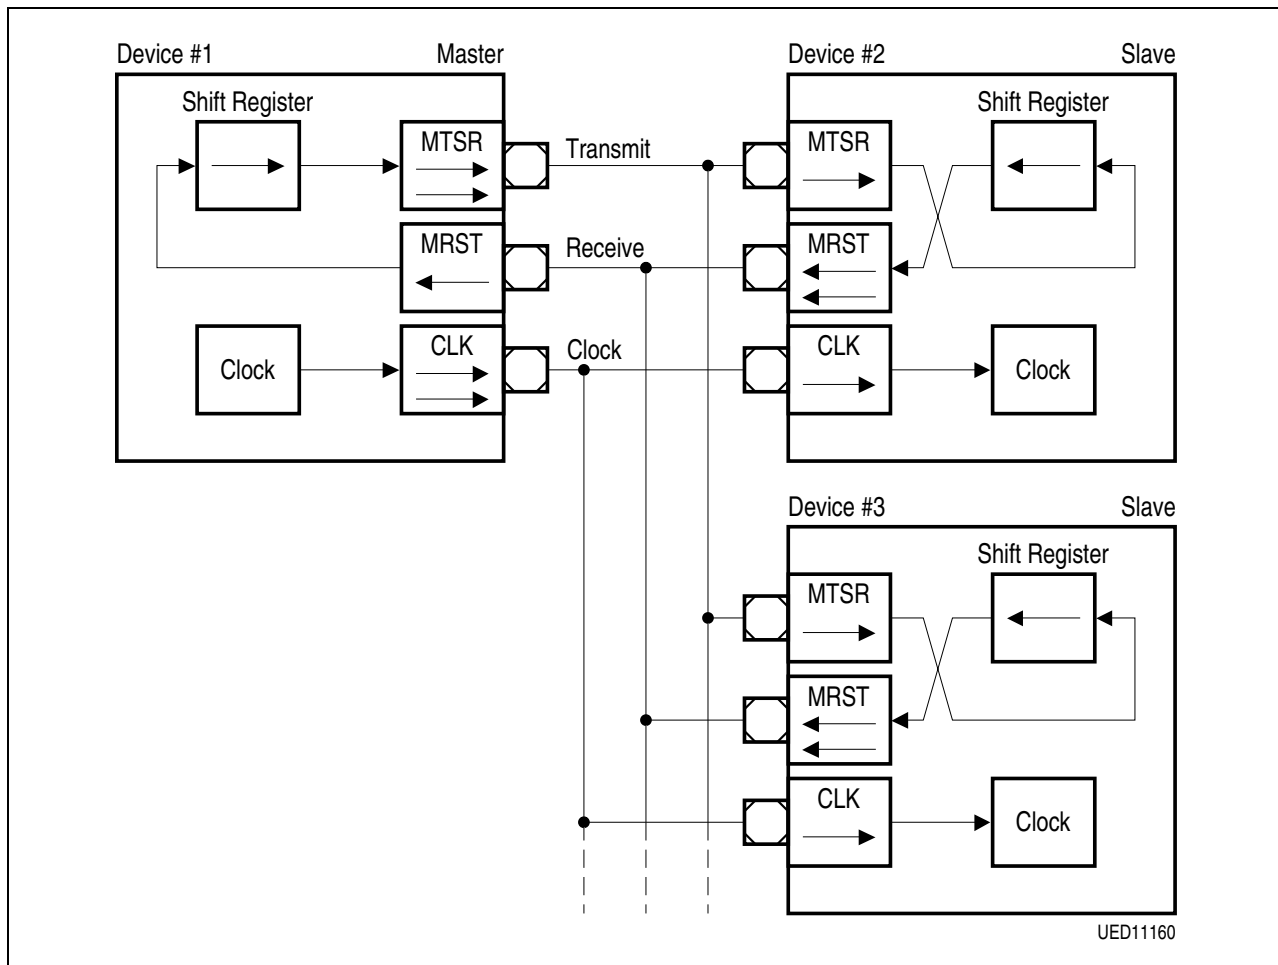 Device #1 Master
Shift Register
MTSR
MRST
Clock
CLK
Transmit
Receive
Clock
Device #2 Slave
Shift Register
MTSR
MRST
CLK
Clock
Device #3 Slave
Shift Register
MTSR
MRST
CLK
Clock
UED11160